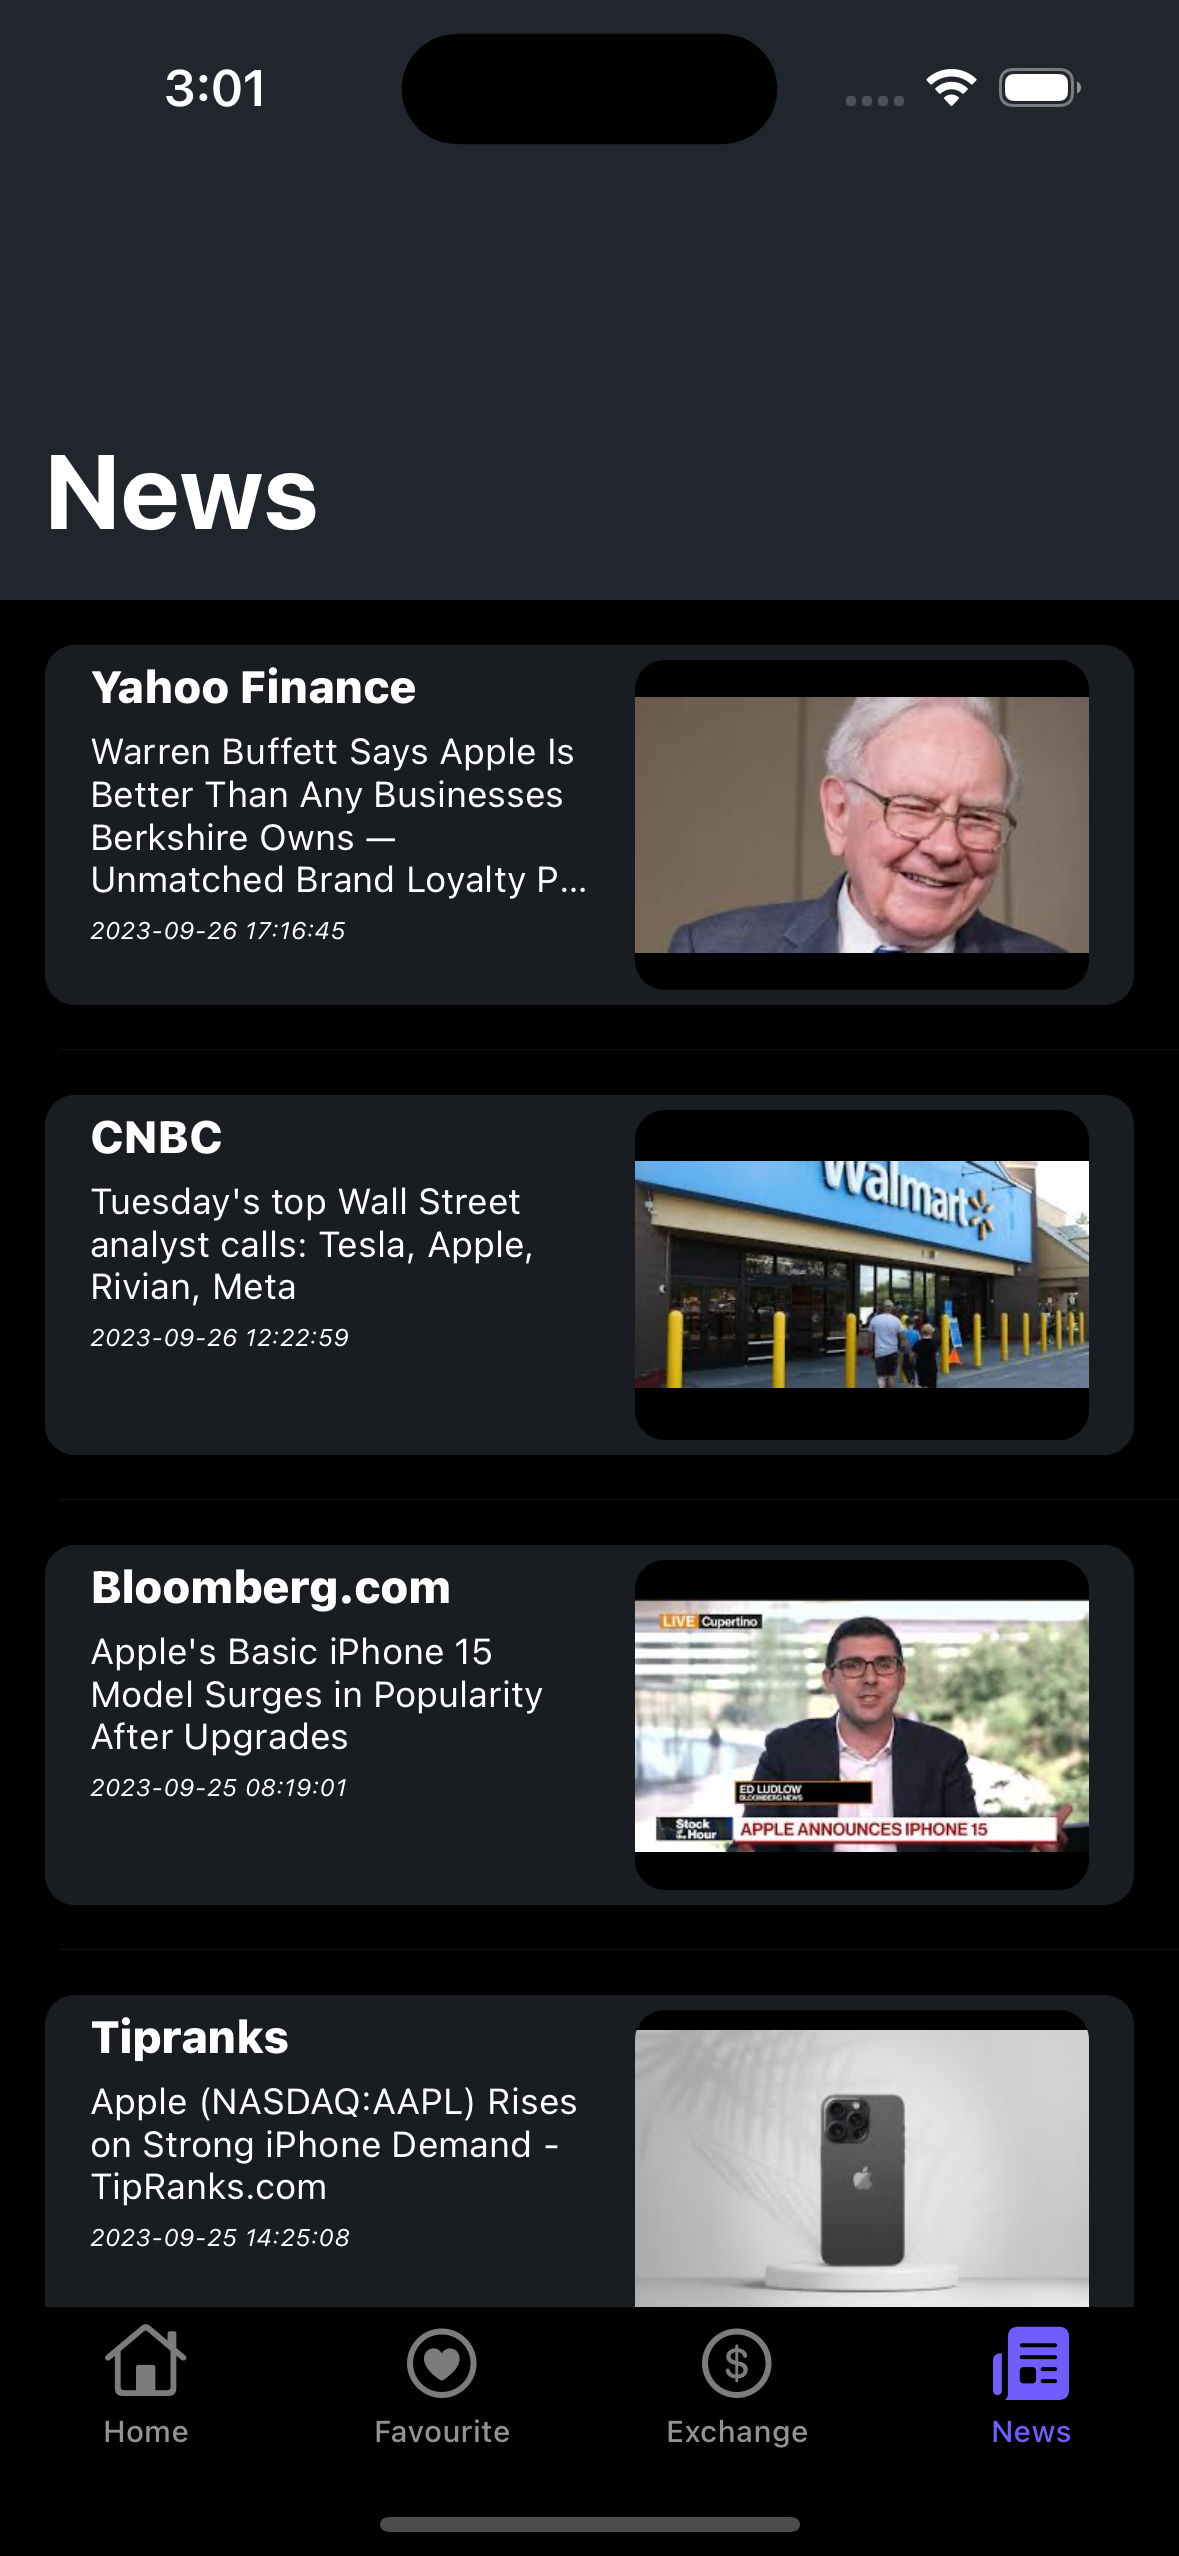 3:01
News
Yahoo Finance
Warren Buffett Says Apple Is
Better Than Any Businesses
Berkshire Owns —
Unmatched Brand Loyalty P...
2023-09-26 17:16:45
CNBC
Tuesday's top Wall Street
analyst calls: Tesla, Apple,
Rivian, Meta
2023-09-26 12:22:59
Walmart
Bloomberg.com
Apple's Basic iPhone 15
Model Surges in Popularity
After Upgrades
2023-09-25 08:19:01
LIVE Cupertino
ED LUDLOW
BLOOMBERG NEWS
Stock of the Hour
APPLE ANNOUNCES IPHONE 15
Tipranks
Apple (NASDAQ:AAPL) Rises
on Strong iPhone Demand -
TipRanks.com
2023-09-25 14:25:08
Home
Favourite
Exchange
News